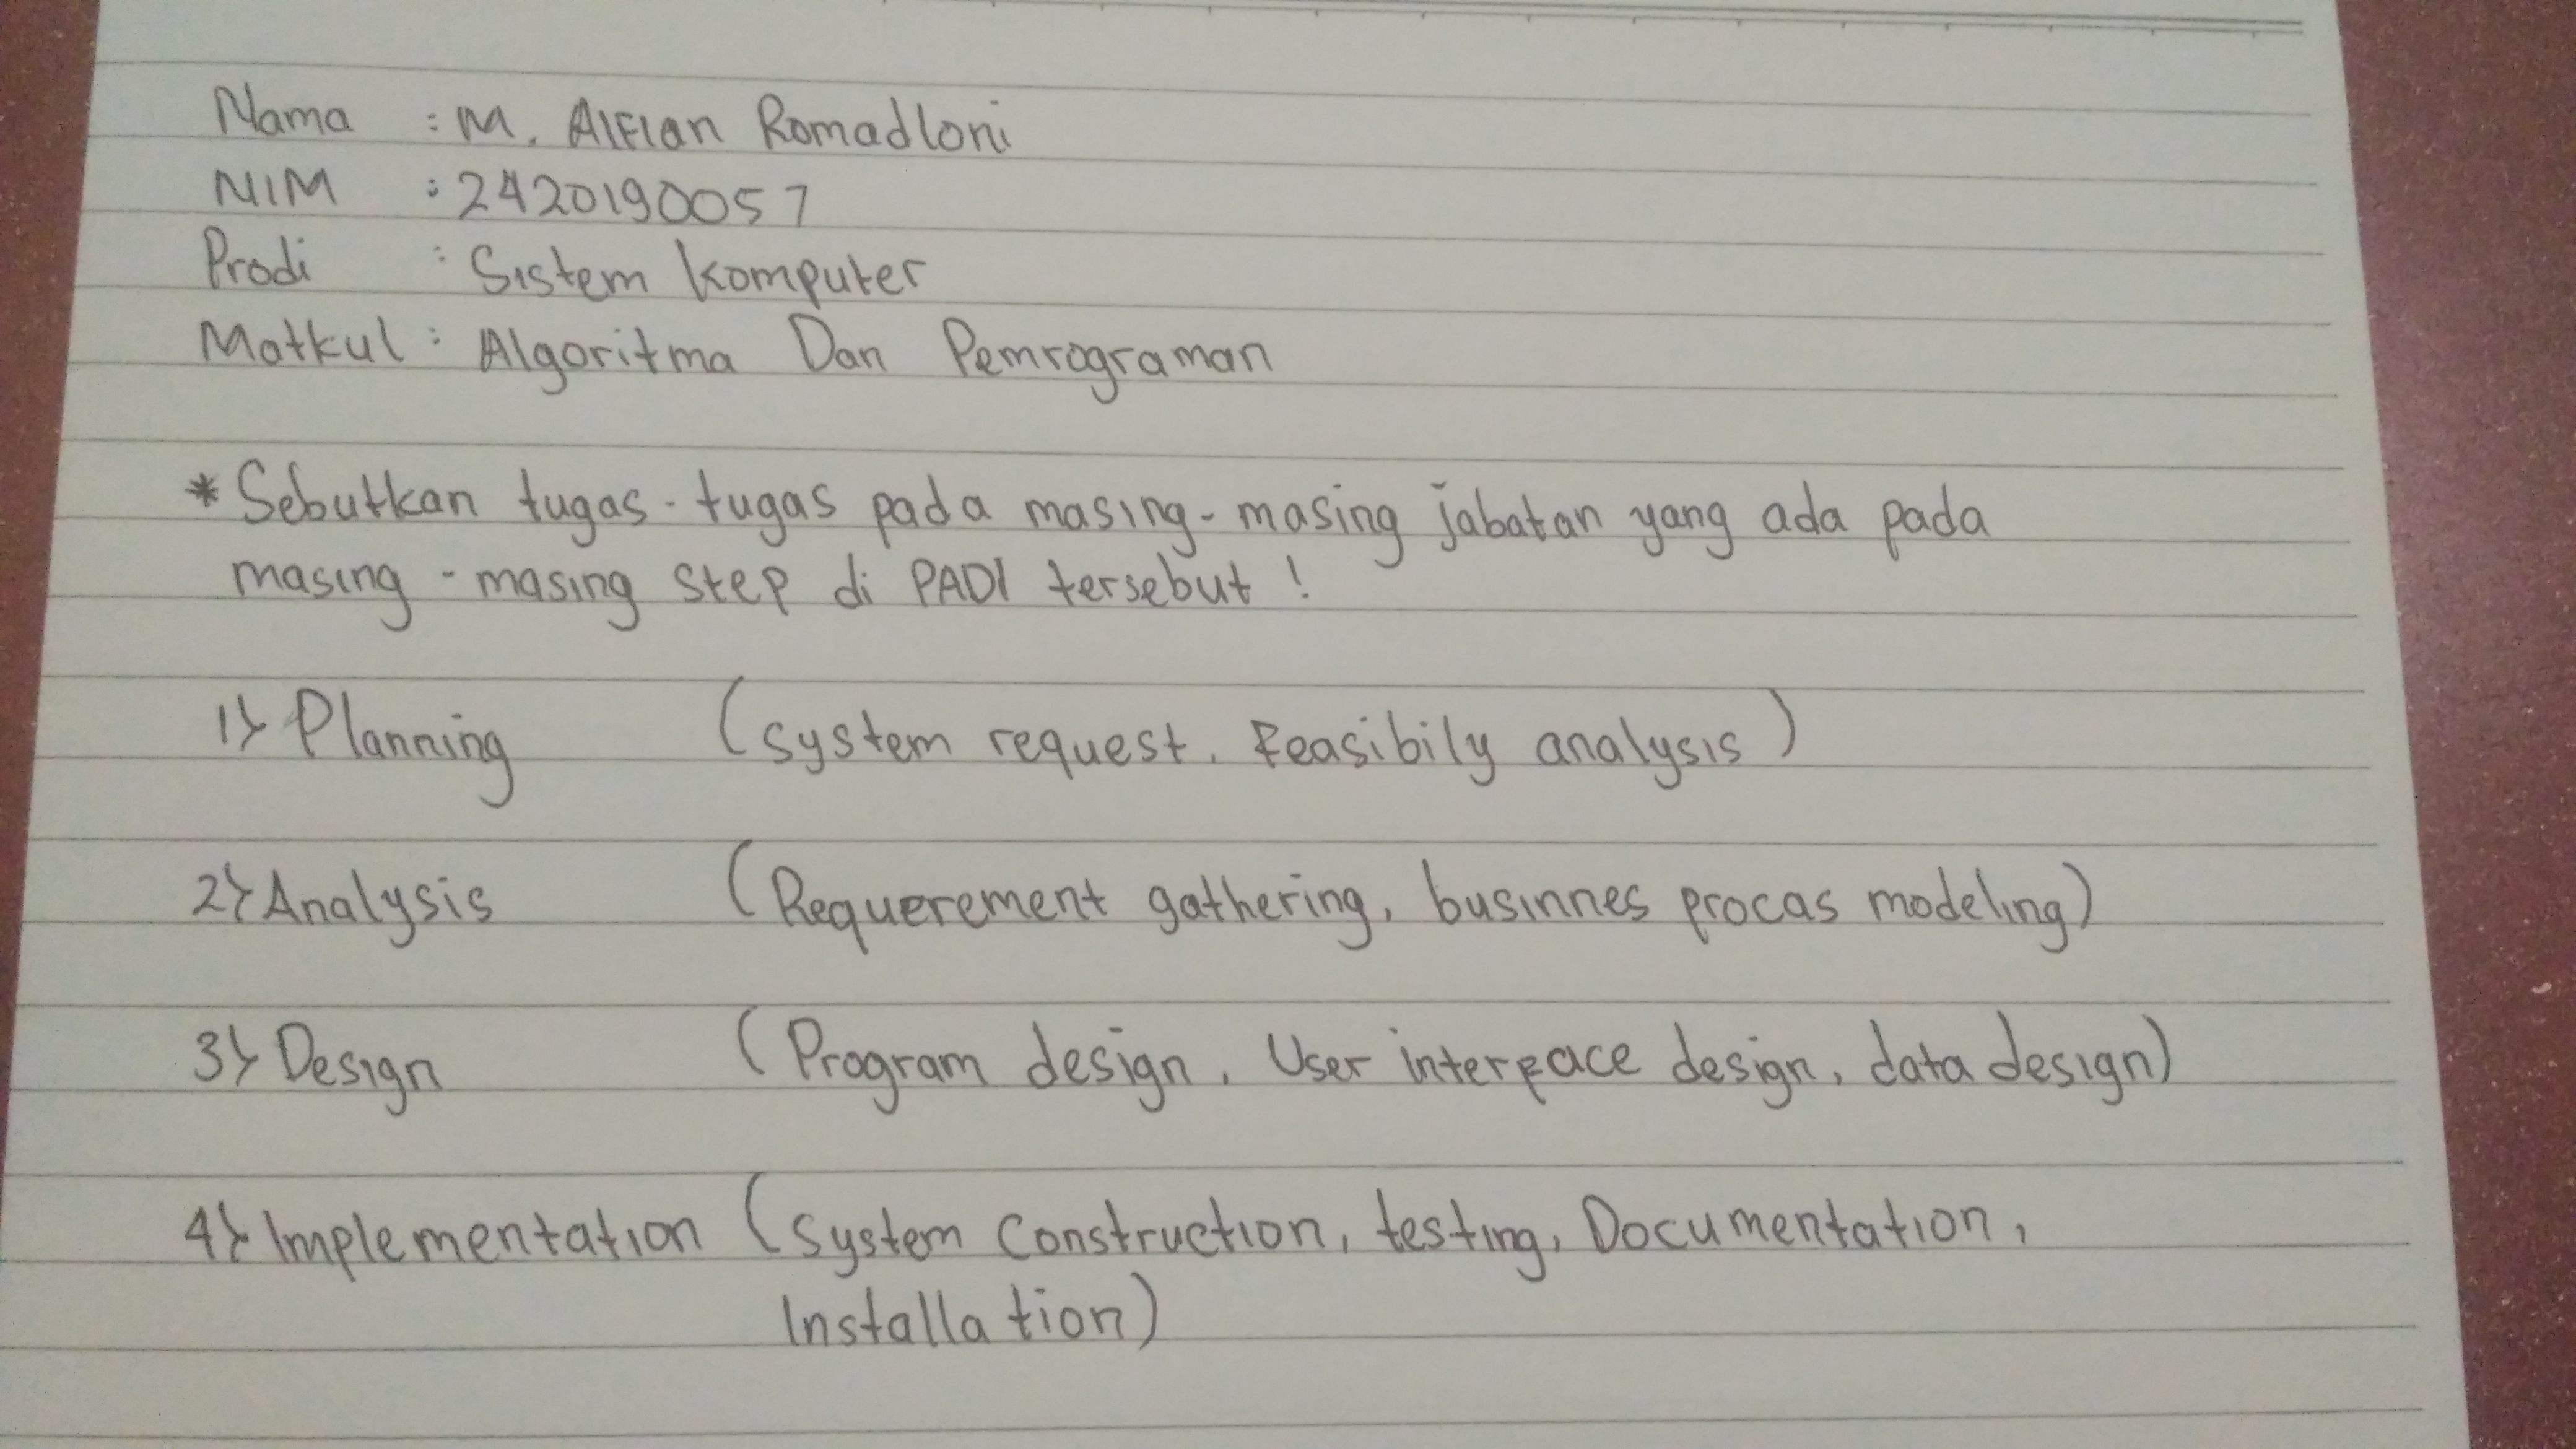 Nama : M. Alfian Romadloni
NIM : 2420190057
Prodi : Sistem Komputer
Matkul : Algoritma Dan Pemrograman
* Sebutkan tugas-tugas pada masing-masing jabatan yang ada pada
masing-masing step di PADI tersebut !
1} Planning (System request, Feasibily analysis)
2} Analysis (Requerement gathering, businnes procas modeling)
3} Design (Program design, User interface design, data design)
4} Implementation (System Construction, testing, Documentation,
Installation)